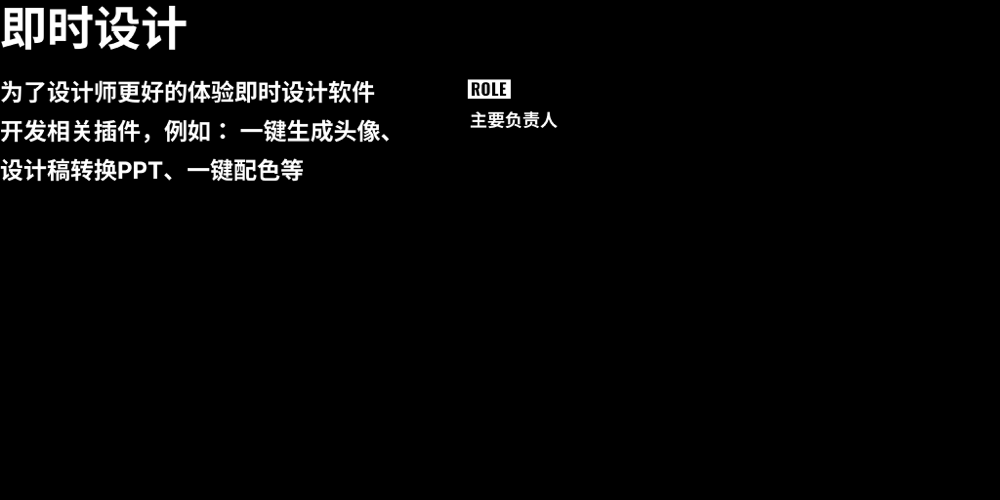 即时设计
为了设计师更好的体验即时设计软件
开发相关插件，例如： 一键生成头像、
设计稿转换PPT、一键配色等
ROLE
主要负责人